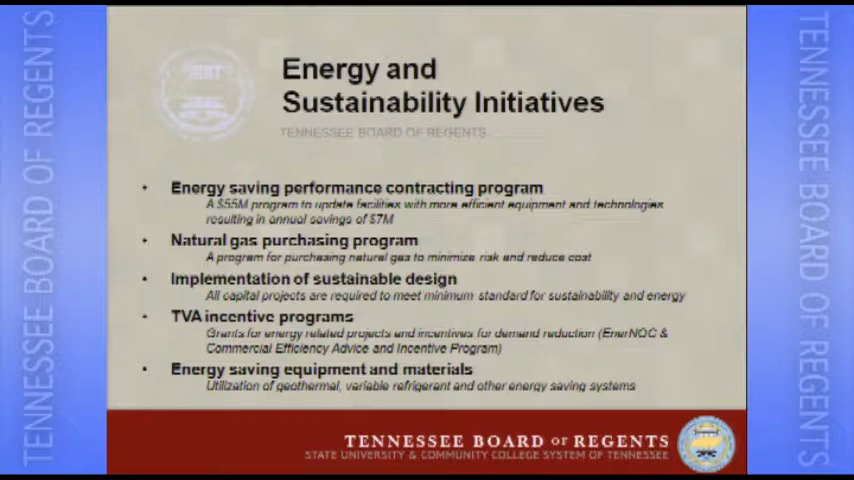 TENNESSEE BOARD OF REGENTS
Energy and
Sustainability Initiatives
TENNESSEE BOARD OF REGENTS
• Energy saving performance contracting program
A $55M program to update facilities with more efficient equipment and technologies
resulting in annual savings of $7M
• Natural gas purchasing program
A program for purchasing natural gas to minimize risk and reduce cost
• Implementation of sustainable design
All capital projects are required to meet minimum standard for sustainability and energy
• TVA incentive programs
Grants for energy related projects and incentives for demand reduction (EnerNOC &
Commercial Efficiency Advice and Incentive Program)
• Energy saving equipment and materials
Utilization of geothermal, variable refrigerent and other energy saving systems
TENNESSEE BOARD OF REGENTS
STATE UNIVERSITY & COMMUNITY COLLEGE SYSTEM OF TENNESSEE
TENNESSEE BOARD OF REGENTS